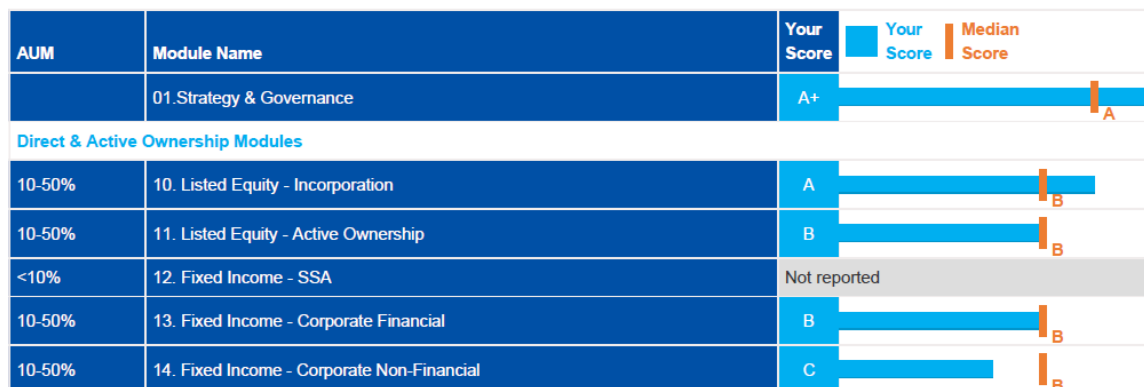 AUM Module Name Your Score Your Score Median Score
01.Strategy & Governance A+ A
Direct & Active Ownership Modules
10-50% 10. Listed Equity - Incorporation A B
10-50% 11. Listed Equity - Active Ownership B B
<10% 12. Fixed Income - SSA Not reported
10-50% 13. Fixed Income - Corporate Financial B B
10-50% 14. Fixed Income - Corporate Non-Financial C B